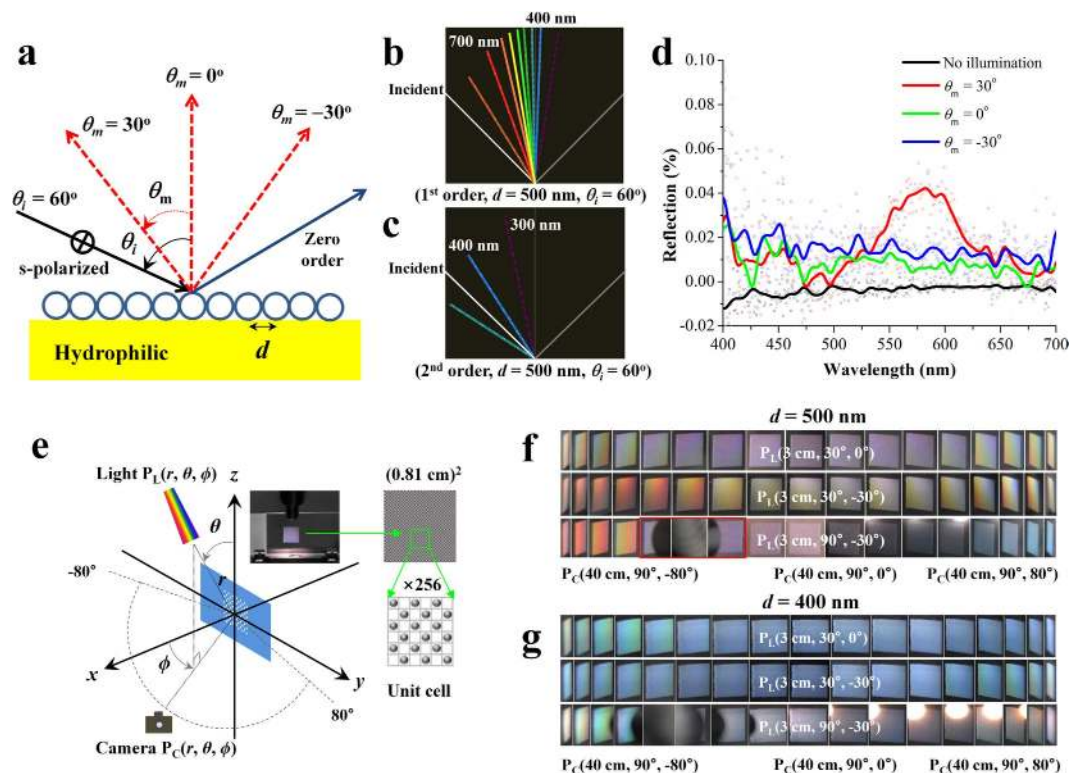 a
θm = 0°
θm = 30°
θm = –30°
θi = 60°
θm
θi
s-polarized
Zero
order
d
Hydrophilic
b
400 nm
700 nm
Incident
(1st order, d = 500 nm, θi = 60°)
c
300 nm
400 nm
Incident
(2nd order, d = 500 nm, θi = 60°)
d
No illumination
θm = 30°
θm = 0°
θm = -30°
Reflection (%)
0.10
0.08
0.06
0.04
0.02
0.00
-0.02
400 450 500 550 600 650 700
Wavelength (nm)
e
Light PL(r, θ, ϕ)
z
θ
r
(0.81 cm)²
-80°
×256
ϕ
x
y
80°
Unit cell
Camera PC(r, θ, ϕ)
d = 500 nm
f
PL(3 cm, 30°, 0°)
PL(3 cm, 30°, -30°)
PL(3 cm, 90°, -30°)
PC(40 cm, 90°, -80°) PC(40 cm, 90°, 0°) PC(40 cm, 90°, 80°)
d = 400 nm
g
PL(3 cm, 30°, 0°)
PL(3 cm, 30°, -30°)
PL(3 cm, 90°, -30°)
PC(40 cm, 90°, -80°) PC(40 cm, 90°, 0°) PC(40 cm, 90°, 80°)